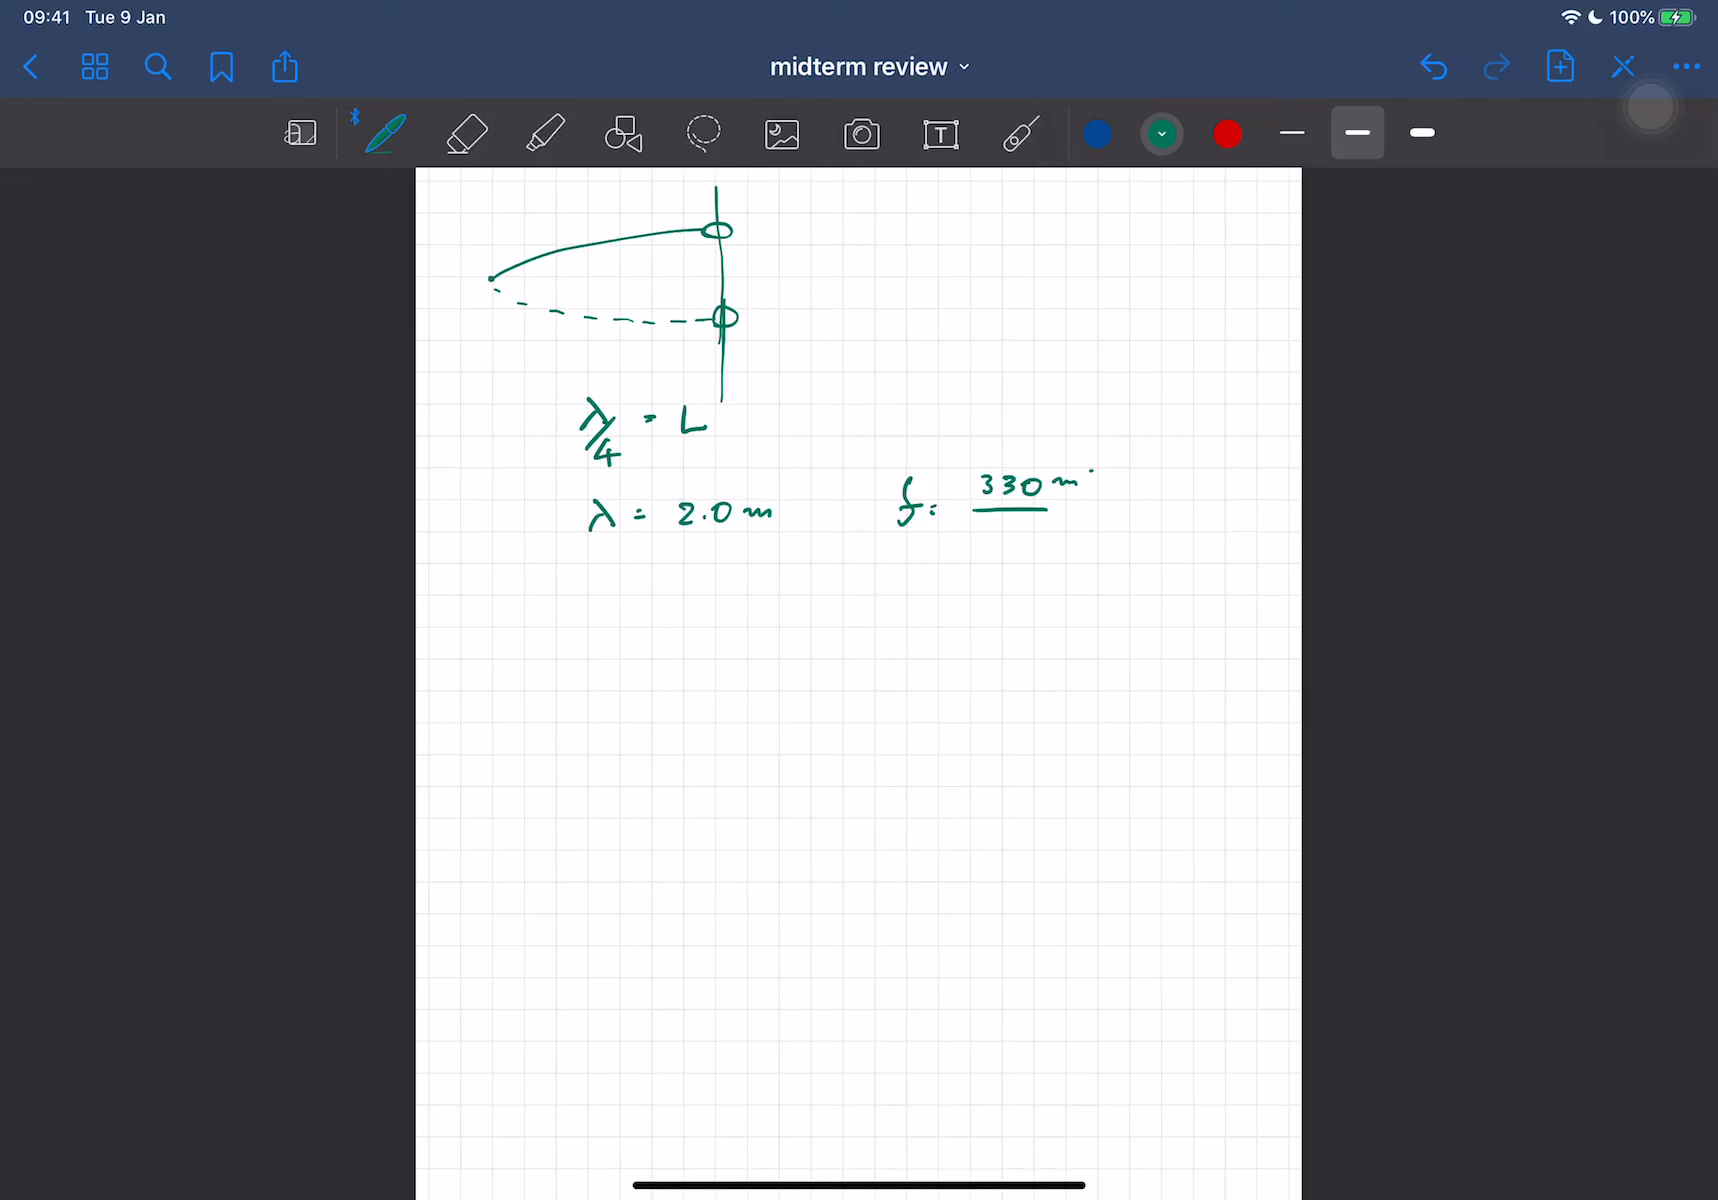 09:41 Tue 9 Jan 100%
midterm review
T
λ/4 = L
λ = 2.0 m
f = 330 m